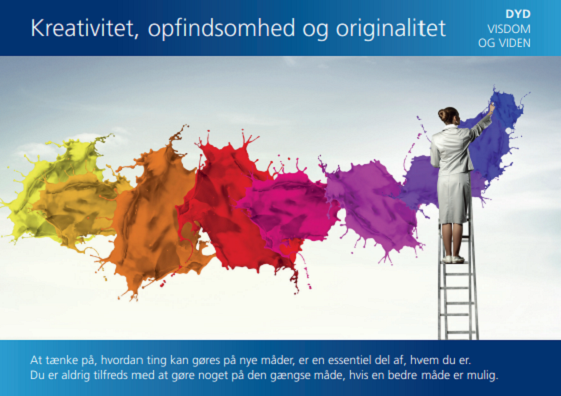 Kreativitet, opfindsomhed og originalitet
DYD
VISDOM
OG VIDEN
At tænke på, hvordan ting kan gøres på nye måder, er en essentiel del af, hvem du er.
Du er aldrig tilfreds med at gøre noget på den gængse måde, hvis en bedre måde er mulig.